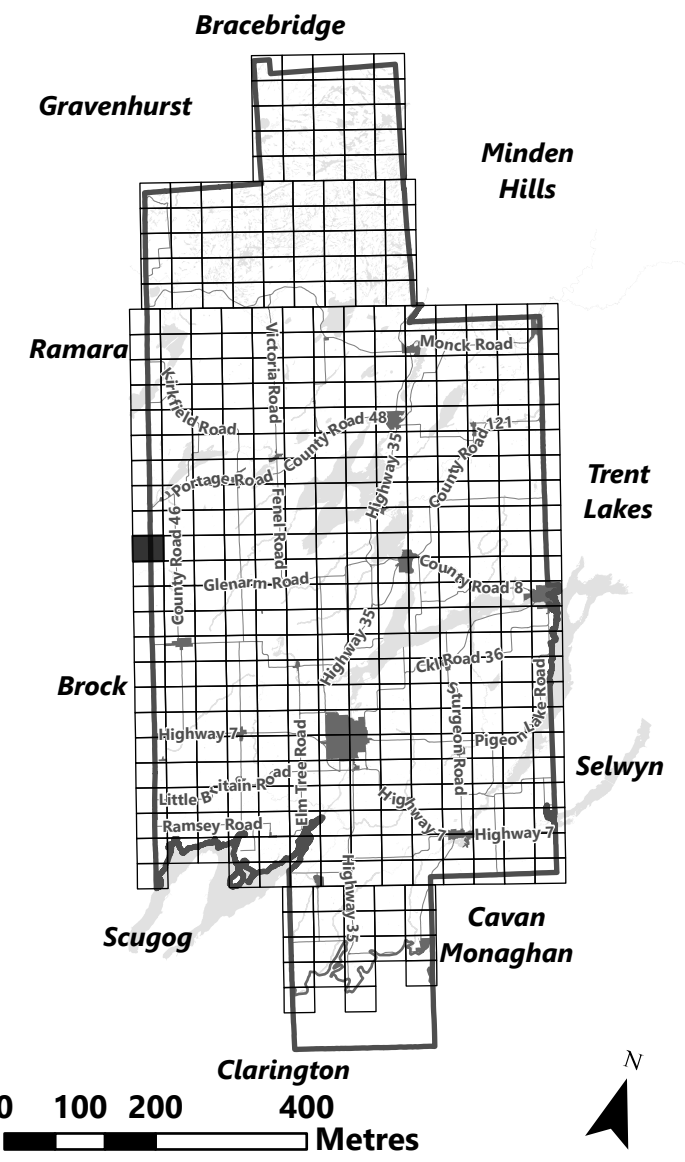 Bracebridge
Gravenhurst
Minden
Hills
Ramara
Monck Road
Victoria Road
Kirkfield Road
County Road 48
Highway 35
County Road 121
Portage Road
Trent
Lakes
Fenel Road
County Road 46
Glenarm Road
County Road 8
Highway 35
Ckl Road 36
Brock
Sturgeon Road
Pigeon Lake Road
Highway 7
Elm Tree Road
Selwyn
Little Britain Road
Highway 7
Highway 7
Ramsey Road
Highway 35
Scugog
Cavan
Monaghan
Clarington
N
0 100 200 400
Metres